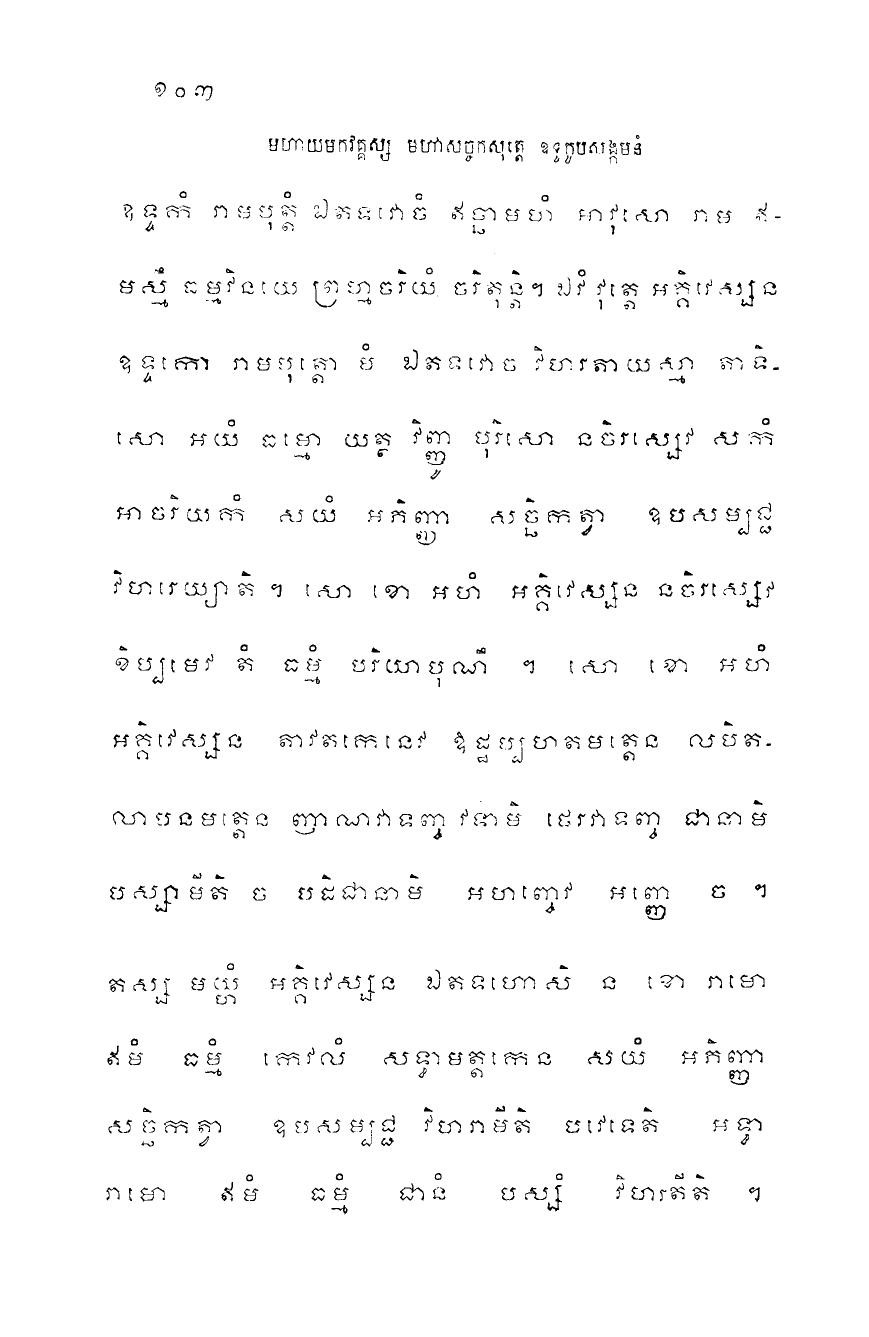 ១០៣
មហាយមកវគ្គស្ស មហាសច្ចកសុត្តេ ឧទ្ទកូបសង្កមនំ
ឧទ្ទកំ រាមបុត្តំ ឯតទវោចំ ឥច្ឆាមហំ អាវុសោ រាម ឥ-
មស្មឹ ធម្មវិនយេ ព្រហ្មចរិយំ ចរិតុន្តិ។ ឯវំ វុត្តេ អគ្គិវេស្សន
ឧទ្ទកោ រាមបុត្តោ មំ ឯតទវោច វិហរតាយស្មា តាទិ-
សោ អយំ ធម្មោ យត្ថ វិញ្ញូ បុរិសោ នចិរស្សេវ សកំ
អាចរិយកំ សយំ អភិញ្ញា សច្ឆិកត្វា ឧបសម្បជ្ជ
វិហរេយ្យាតិ ។ សោ ខោ អហំ អគ្គិវេស្សន នចិរស្សេវ
ខិប្បមេវ តំ ធម្មំ បរិយាបុណឹ ។ សោ ខោ អហំ
អគ្គិវេស្សន តាវតកេនេវ ឱដ្ឋប្បហតមត្តេន លបិត-
លាបនមត្តេន ញាណវាទញ្ច វទាមិ ថេរវាទញ្ច ជានាមិ
បស្សាមីតិ ច បដិជានាមិ អហញ្ចេវ អញ្ញេ ច ។
តស្ស មយ្ហំ អគ្គិវេស្សន ឯតទហោសិ ន ខោ រាមោ
ឥមំ ធម្មំ កេវលំ សទ្ធាមត្តកេន សយំ អភិញ្ញា
សច្ឆិកត្វា ឧបសម្បជ្ជ វិហរាមីតិ បវេទេតិ អទ្ធា
រាមោ ឥមំ ធម្មំ ជានំ បស្សំ វិហរតីតិ ។